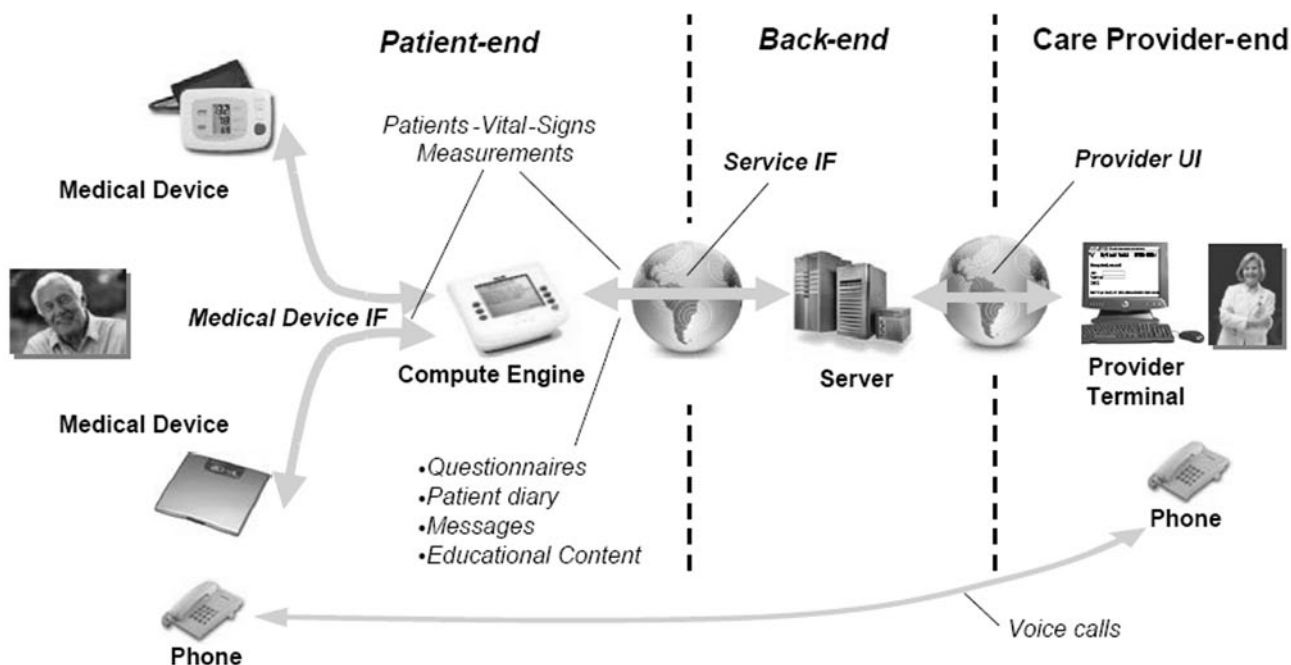 Patient-end
Back-end
Care Provider-end
Patients-Vital-Signs
Measurements
Service IF
Provider UI
Medical Device
Medical Device IF
Compute Engine
Server
Provider
Terminal
Medical Device
•Questionnaires
•Patient diary
•Messages
•Educational Content
Phone
Phone
Voice calls